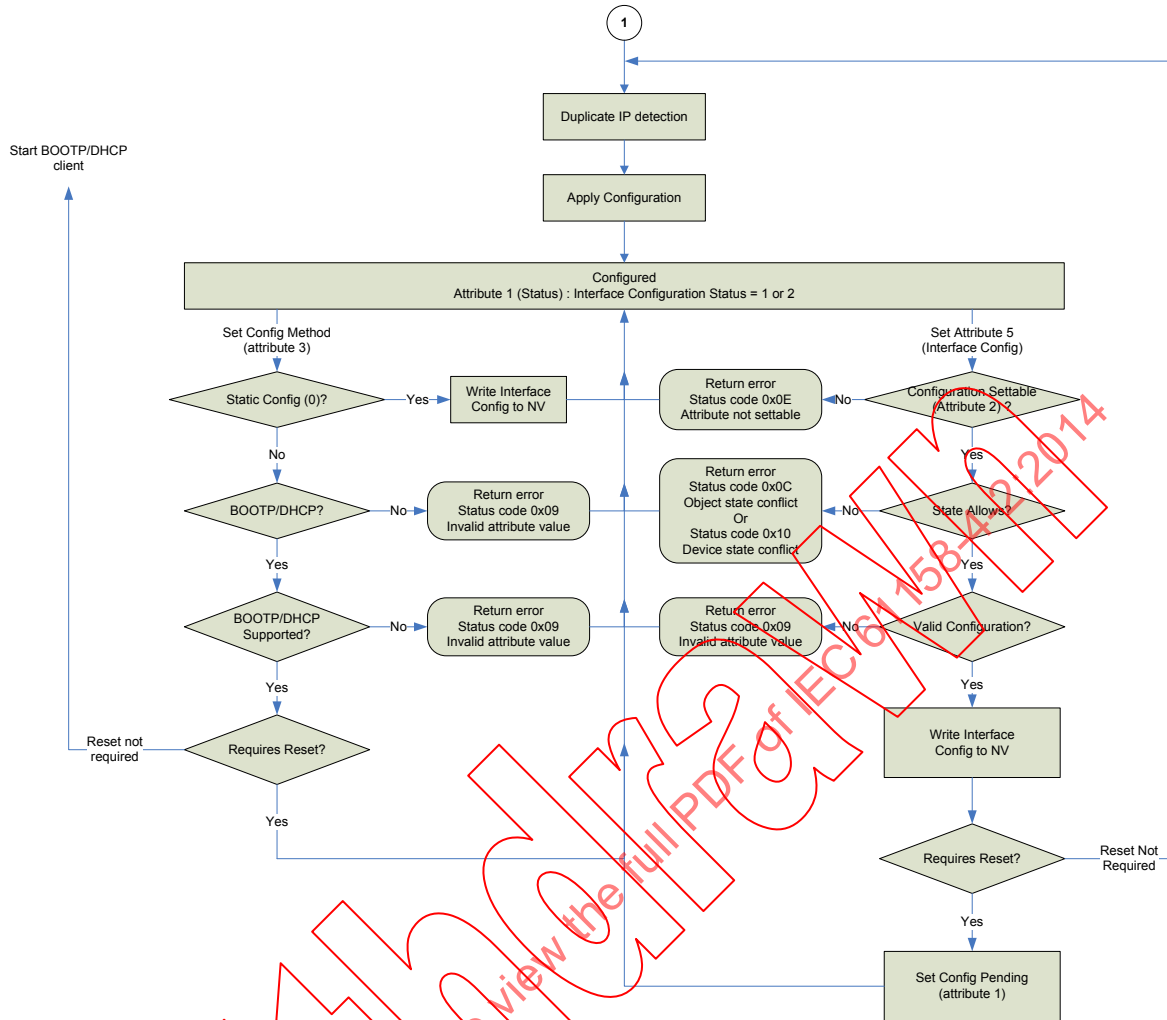 1
Duplicate IP detection
Start BOOTP/DHCP
client
Apply Configuration
Configured
Attribute 1 (Status) : Interface Configuration Status = 1 or 2
Set Config Method
(attribute 3)
Set Attribute 5
(Interface Config)
Static Config (0)?
Yes
Write Interface
Config to NV
Return error
Status code 0x0E
Attribute not settable
No
Configuration Settable
(Attribute 2) ?
No
Yes
BOOTP/DHCP?
No
Return error
Status code 0x09
Invalid attribute value
Return error
Status code 0x0C
Object state conflict
Or
Status code 0x10
Device state conflict
No
State Allows?
Yes
Yes
BOOTP/DHCP
Supported?
No
Return error
Status code 0x09
Invalid attribute value
Return error
Status code 0x09
Invalid attribute value
No
Valid Configuration?
Yes
Yes
Reset not
required
Requires Reset?
Write Interface
Config to NV
Yes
Requires Reset?
Reset Not
Required
Yes
Set Config Pending
(attribute 1)
view the full PDF of IEC 61158-4-2:2014
thdrawn